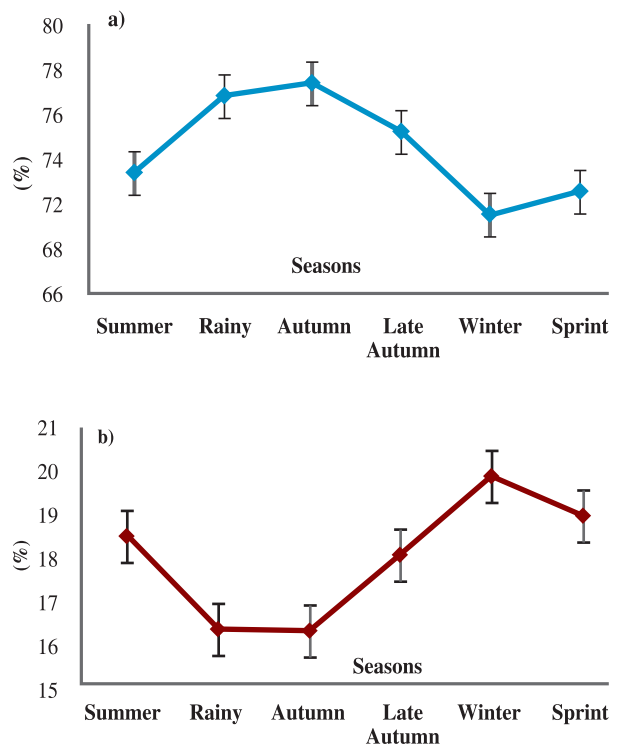 a)
80
78
76
74
72
70
68
66
(%)
Seasons
Summer Rainy Autumn Late Autumn Winter Sprint
b)
21
20
19
18
17
16
15
(%)
Seasons
Summer Rainy Autumn Late Autumn Winter Sprint